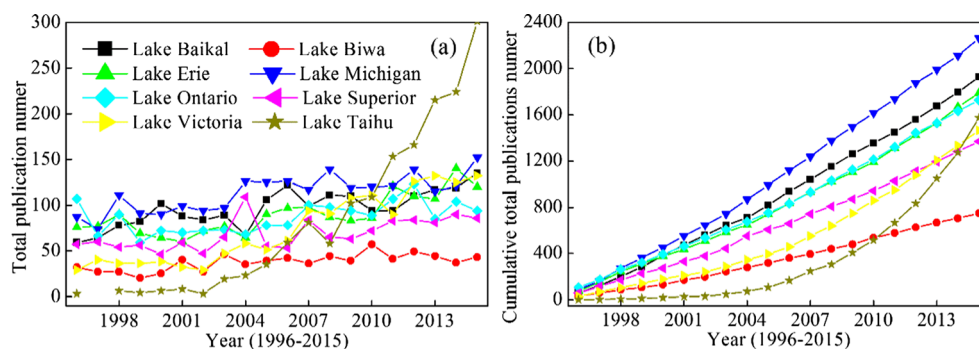 300
250
200
150
100
50
0
Total publication numer
(a)
Lake Baikal
Lake Biwa
Lake Erie
Lake Michigan
Lake Ontario
Lake Superior
Lake Victoria
Lake Taihu
1998 2001 2004 2007 2010 2013
Year (1996-2015)
2400
2000
1600
1200
800
400
0
Cumulative total publications numer
(b)
1998 2001 2004 2007 2010 2013
Year (1996-2015)